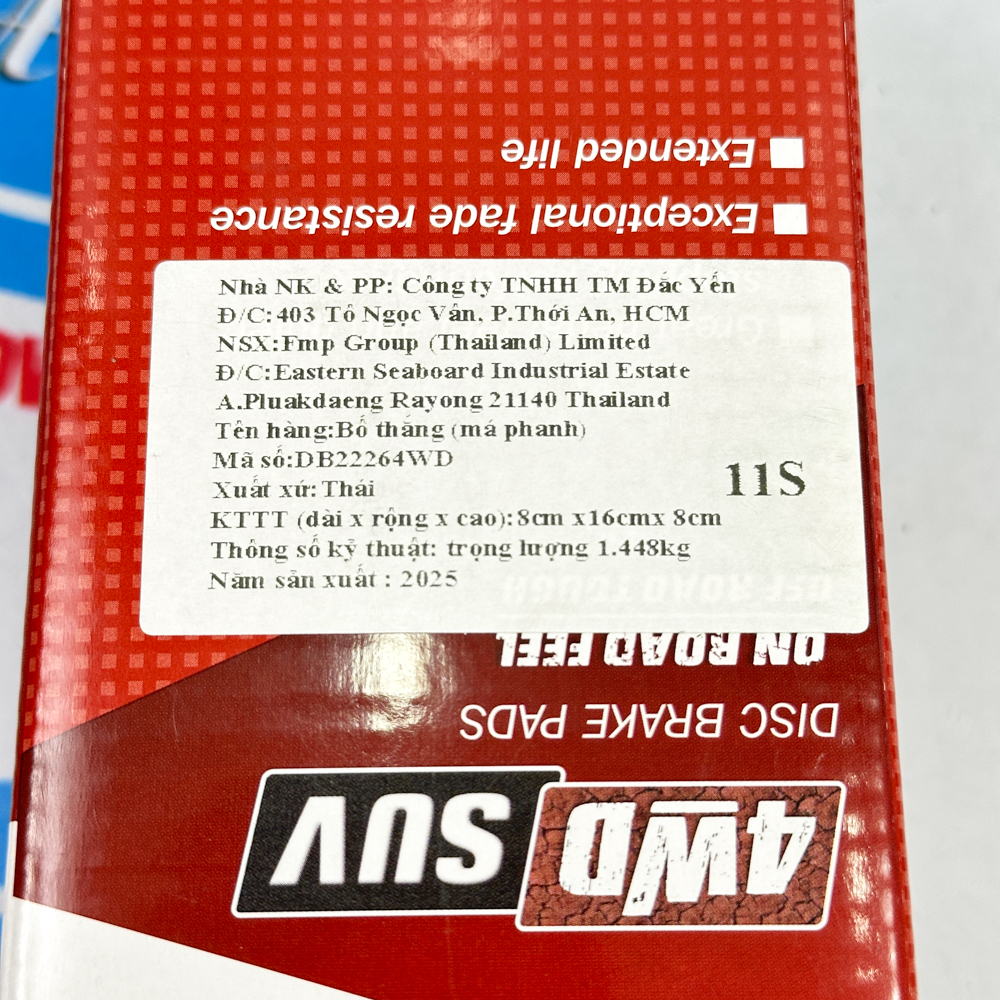 Extended life
Exceptional fade resistance
Nhà NK & PP: Công ty TNHH TM Đắc Yến
Đ/C: 403 Tô Ngọc Vân, P.Thới An, HCM
NSX:Fmp Group (Thailand) Limited
Đ/C:Eastern Seaboard Industrial Estate
A.Pluakdaeng Rayong 21140 Thailand
Tên hàng:Bố thắng (má phanh)
Mã số:DB22264WD
11S
Xuất xứ: Thái
KTTT (dài x rộng x cao):8cm x16cmx 8cm
Thông số kỹ thuật: trọng lượng 1.448kg
Năm sản xuất : 2025
OFF ROAD TOUGH
ON ROAD FEEL
DISC BRAKE PADS
4WD SUV